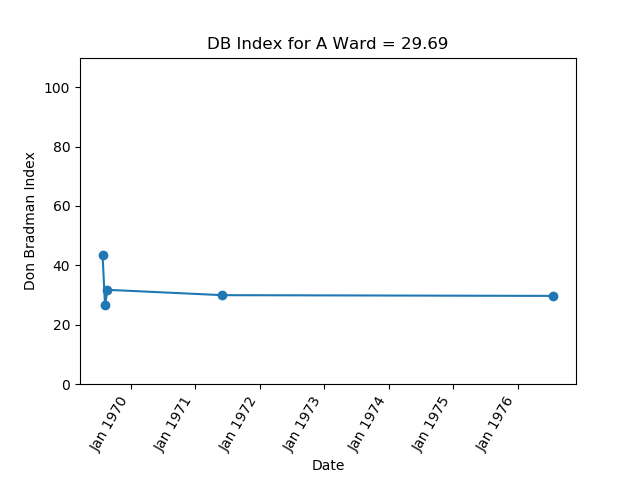 DB Index for A Ward = 29.69
100
80
60
40
20
0
Don Bradman Index
Jan 1970
Jan 1971
Jan 1972
Jan 1973
Jan 1974
Jan 1975
Jan 1976
Date